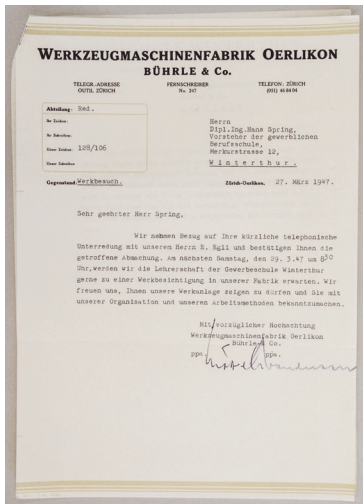 WERKZEUGMASCHINENFABRIK OERLIKON
BÜHRLE & Co.
TELEGR.-ADRESSE
OUTIL ZÜRICH
FERNSCHREIBER
No. 247
TELEFON: ZÜRICH
(051) 46 84 04
Abteilung: Red.
Ihr Zeichen:
Ihr Schreiben:
Unser Zeichen: 128/106
Unser Schreiben
Herrn
Dipl.Ing.Hans Spring,
Vorsteher der gewerblichen
Berufsschule,
Merkurstrasse 12,
Winterthur.
Gegenstand: Werkbesuch.
Zürich-Oerlikon, 27. März 1947.
Sehr geehrter Herr Spring,
Wir nehmen Bezug auf Ihre kürzliche telephonische
Unterredung mit unserem Herrn E. Egli und bestätigen Ihnen die
getroffene Abmachung. Am nächsten Samstag, den 29. 3.47 um 8³⁰
Uhr,werden wir die Lehrerschaft der Gewerbeschule Winterthur
gerne zu einer Werkbesichtigung in unserer Fabrik erwarten. Wir
freuen uns, Ihnen unsere Werkanlage zeigen zu dürfen und Sie mit
unserer Organisation und unseren Arbeitsmethoden bekanntzumachen.
Mit vorzüglicher Hochachtung
Werkzeugmaschinenfabrik Oerlikon
Bührle & Co.
ppa. ppa.